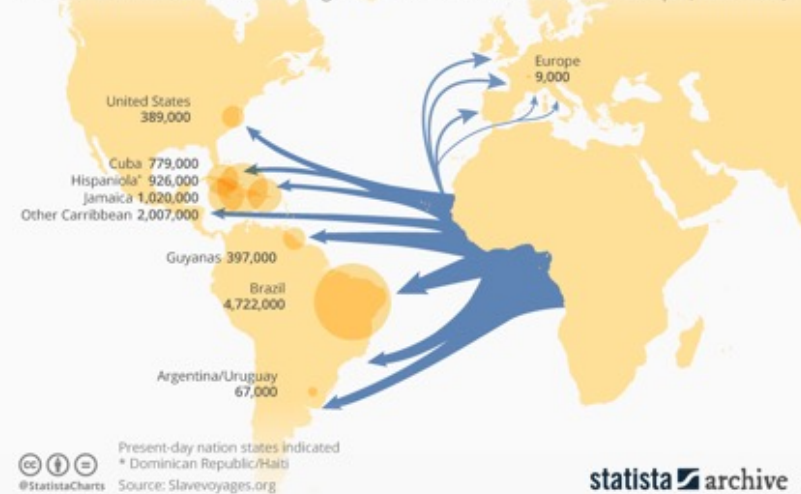 Europe
9,000
United States
389,000
Cuba 779,000
Hispaniola* 926,000
Jamaica 1,020,000
Other Carribbean 2,007,000
Guyanas 397,000
Brazil
4,722,000
Argentina/Uruguay
67,000
Present-day nation states indicated
* Dominican Republic/Haiti
@StatistaCharts Source: Slavevoyages.org
cc
statista archive